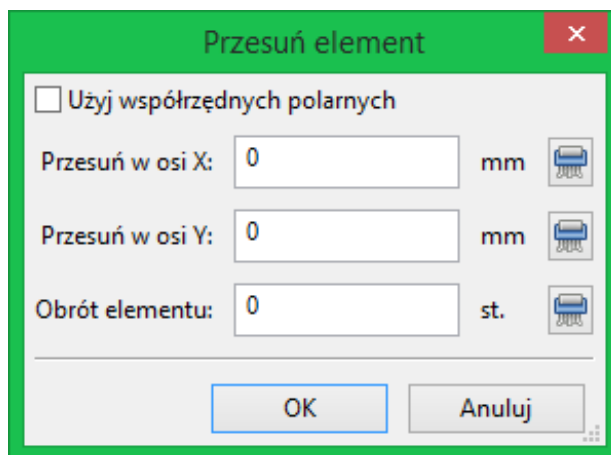 Przesuń element
Użyj współrzędnych polarnych
Przesuń w osi X: 0 mm
Przesuń w osi Y: 0 mm
Obrót elementu: 0 st.
OK Anuluj